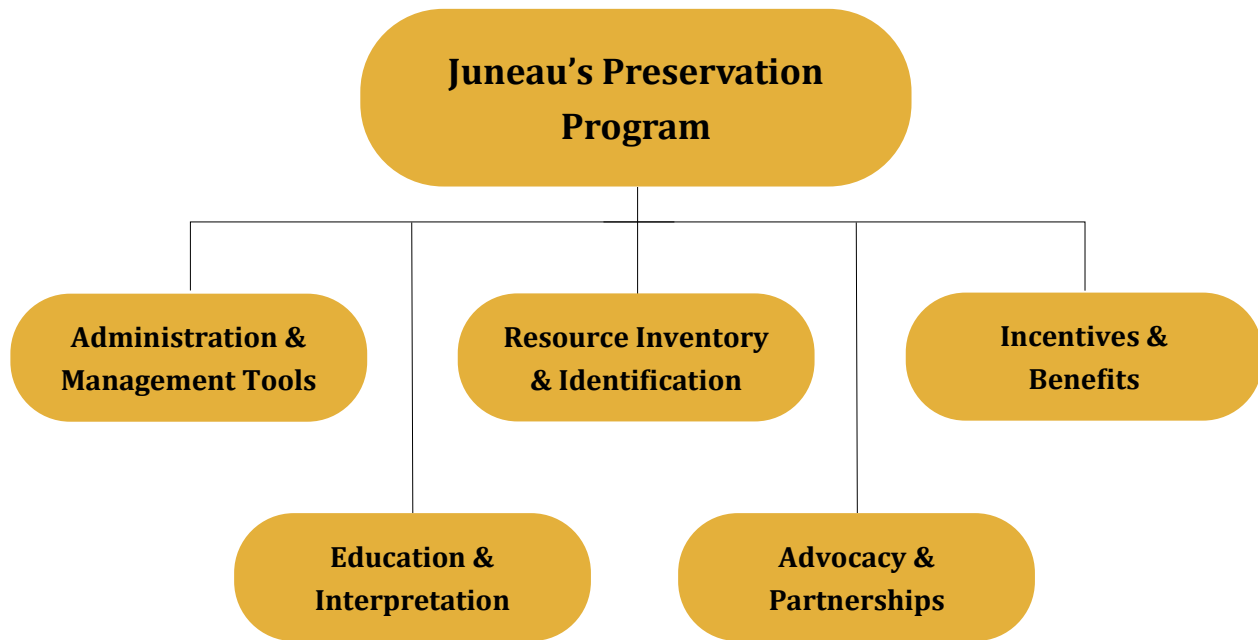 Juneau’s Preservation
Program
Administration &
Management Tools
Resource Inventory
& Identification
Incentives &
Benefits
Education &
Interpretation
Advocacy &
Partnerships